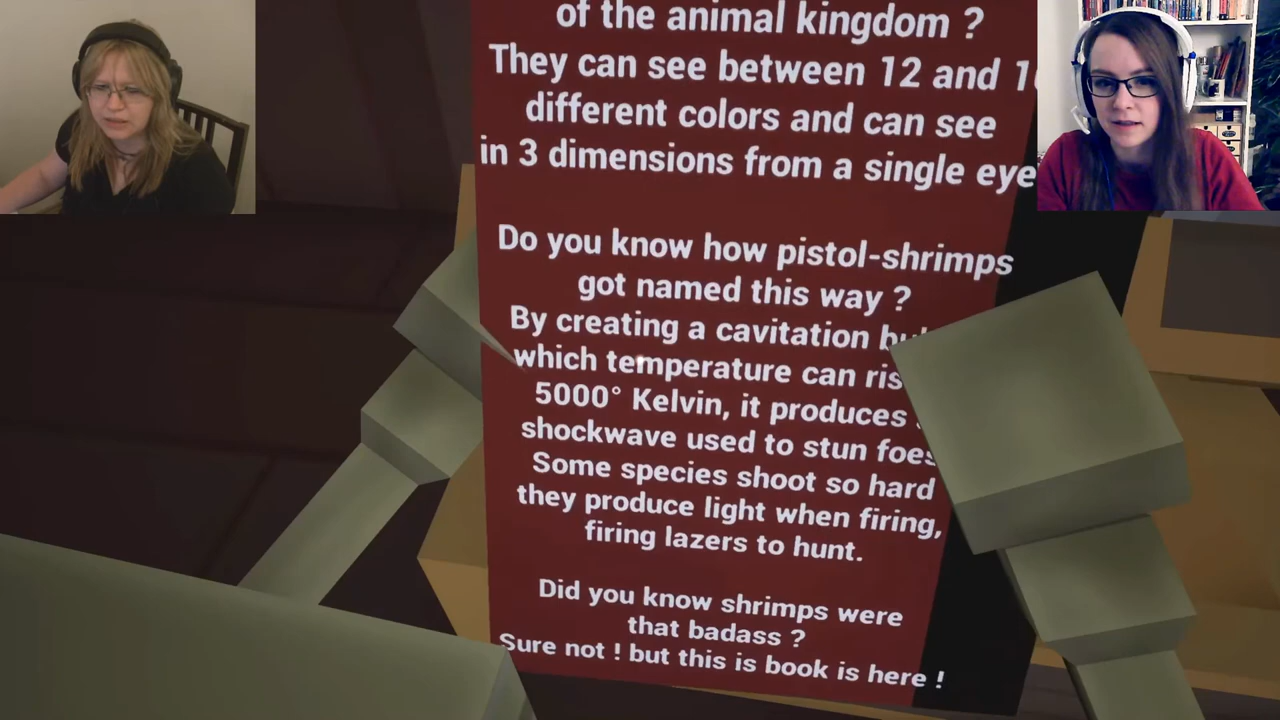 of the animal kingdom ?
They can see between 12 and
different colors and can see
in 3 dimensions from a single eye
Do you know how pistol-shrimps
got named this way ?
By creating a cavitation
which temperature can
5000° Kelvin, it produces
shockwave used to stun foes
Some species shoot so hard
they produce light when firing,
firing lazers to hunt.
Did you know shrimps were
that badass ?
Sure not ! but this is book is here !